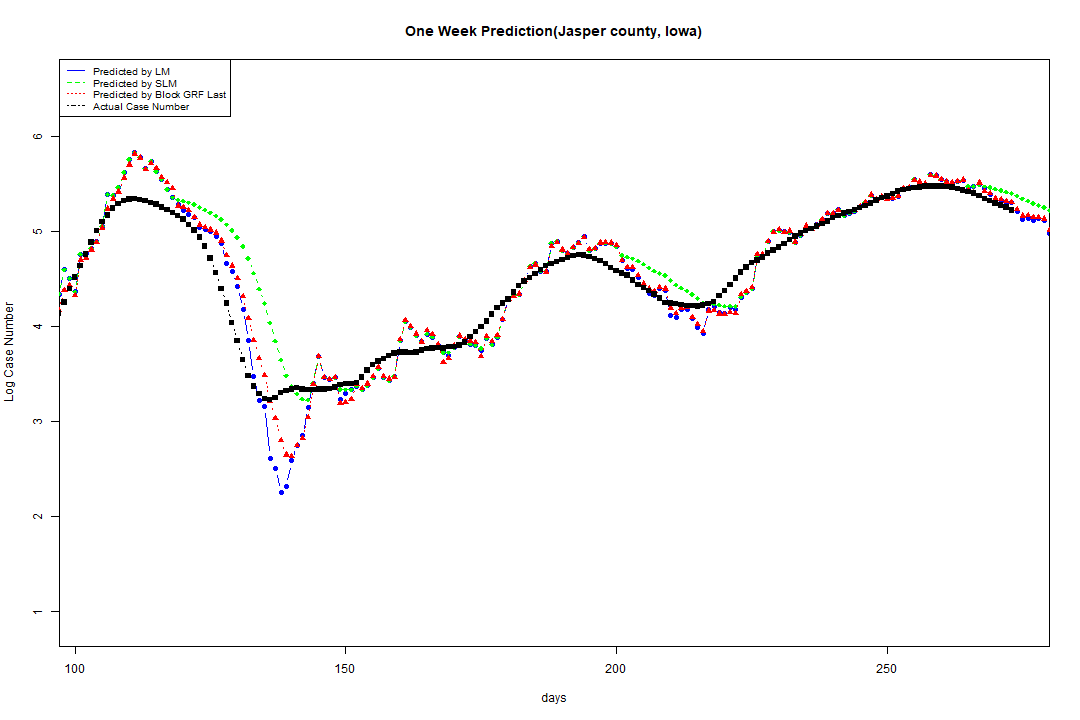 One Week Prediction(Jasper county, Iowa)
Predicted by LM
Predicted by SLM
Predicted by Block GRF Last
Actual Case Number
Log Case Number
6
5
4
3
2
1
100 150 200 250
days